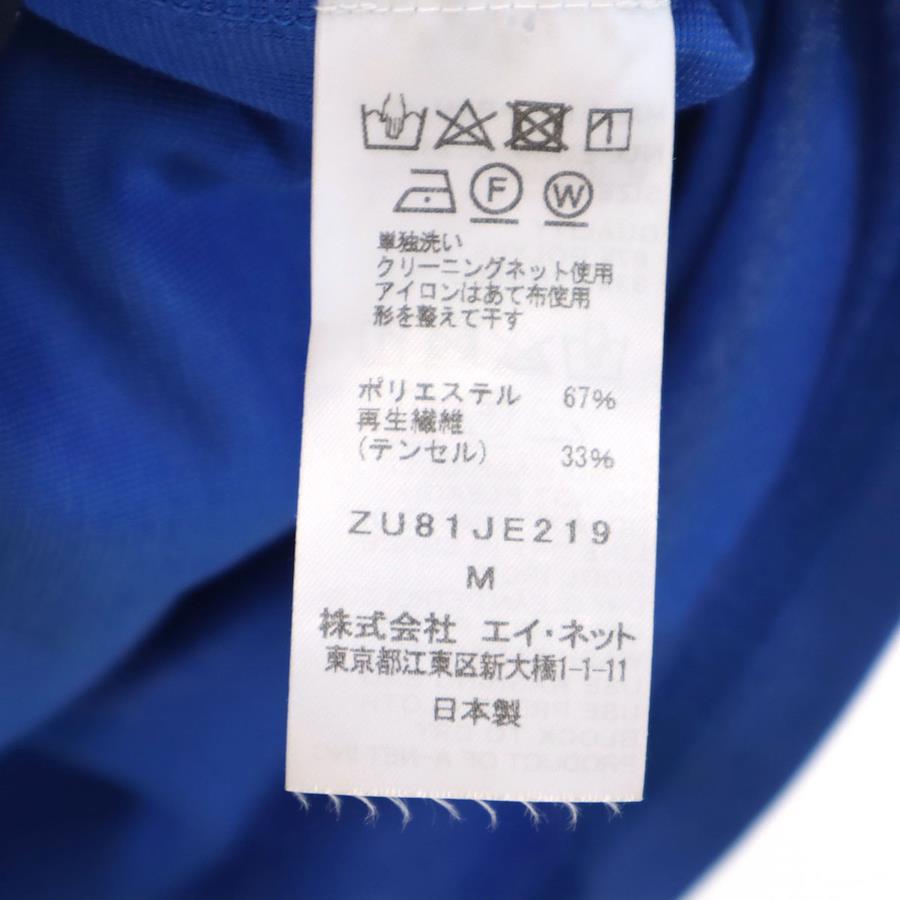 F W
単独洗い
クリーニングネット使用
アイロンはあて布使用
形を整えて干す
ポリエステル 67%
再生繊維
(テンセル) 33%
ZU81JE219
M
株式会社 エイ・ネット
東京都江東区新大橋1-1-11
日本製